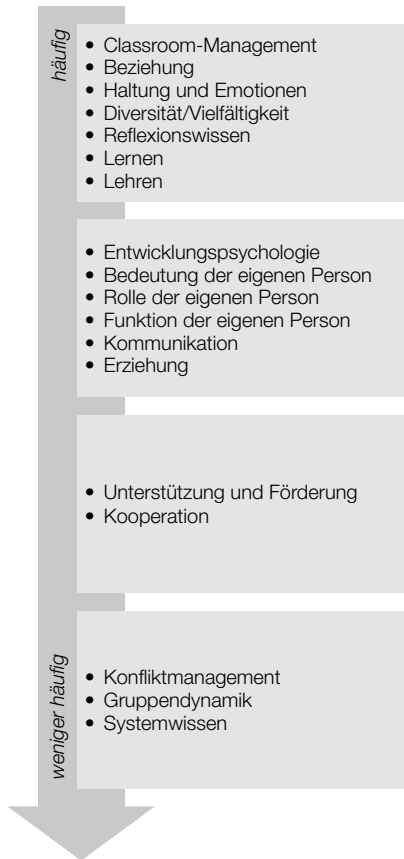 häufig
• Classroom-Management
• Beziehung
• Haltung und Emotionen
• Diversität/Vielfältigkeit
• Reflexionswissen
• Lernen
• Lehren
• Entwicklungspsychologie
• Bedeutung der eigenen Person
• Rolle der eigenen Person
• Funktion der eigenen Person
• Kommunikation
• Erziehung
• Unterstützung und Förderung
• Kooperation
weniger häufig
• Konfliktmanagement
• Gruppendynamik
• Systemwissen